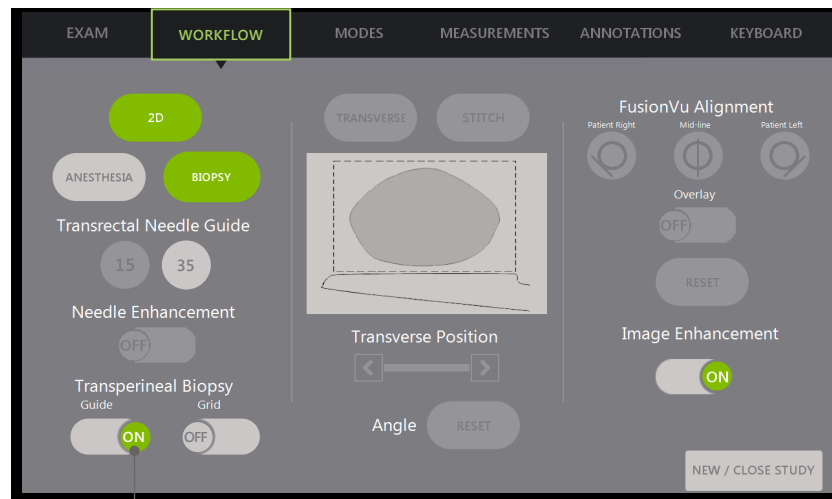 EXAM
WORKFLOW
MODES
MEASUREMENTS
ANNOTATIONS
KEYBOARD
2D
ANESTHESIA
BIOPSY
Transrectal Needle Guide
15
35
Needle Enhancement
OFF
Transperineal Biopsy
Guide
Grid
ON
OFF
TRANSVERSE
STITCH
Transverse Position
Angle
RESET
FusionVu Alignment
Patient Right
Mid-line
Patient Left
Overlay
OFF
RESET
Image Enhancement
ON
NEW / CLOSE STUDY